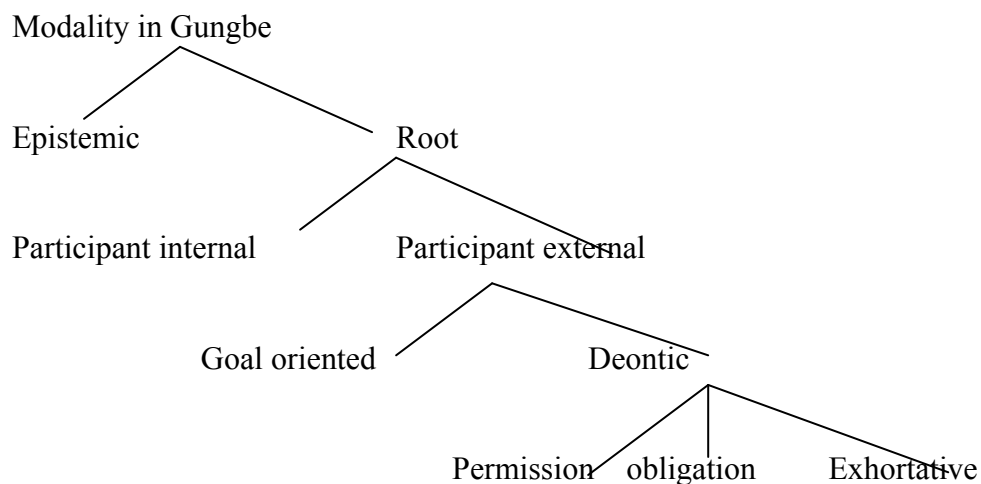 Modality in Gungbe
Epistemic Root
Participant internal Participant external
Goal oriented Deontic
Permission obligation Exhortative